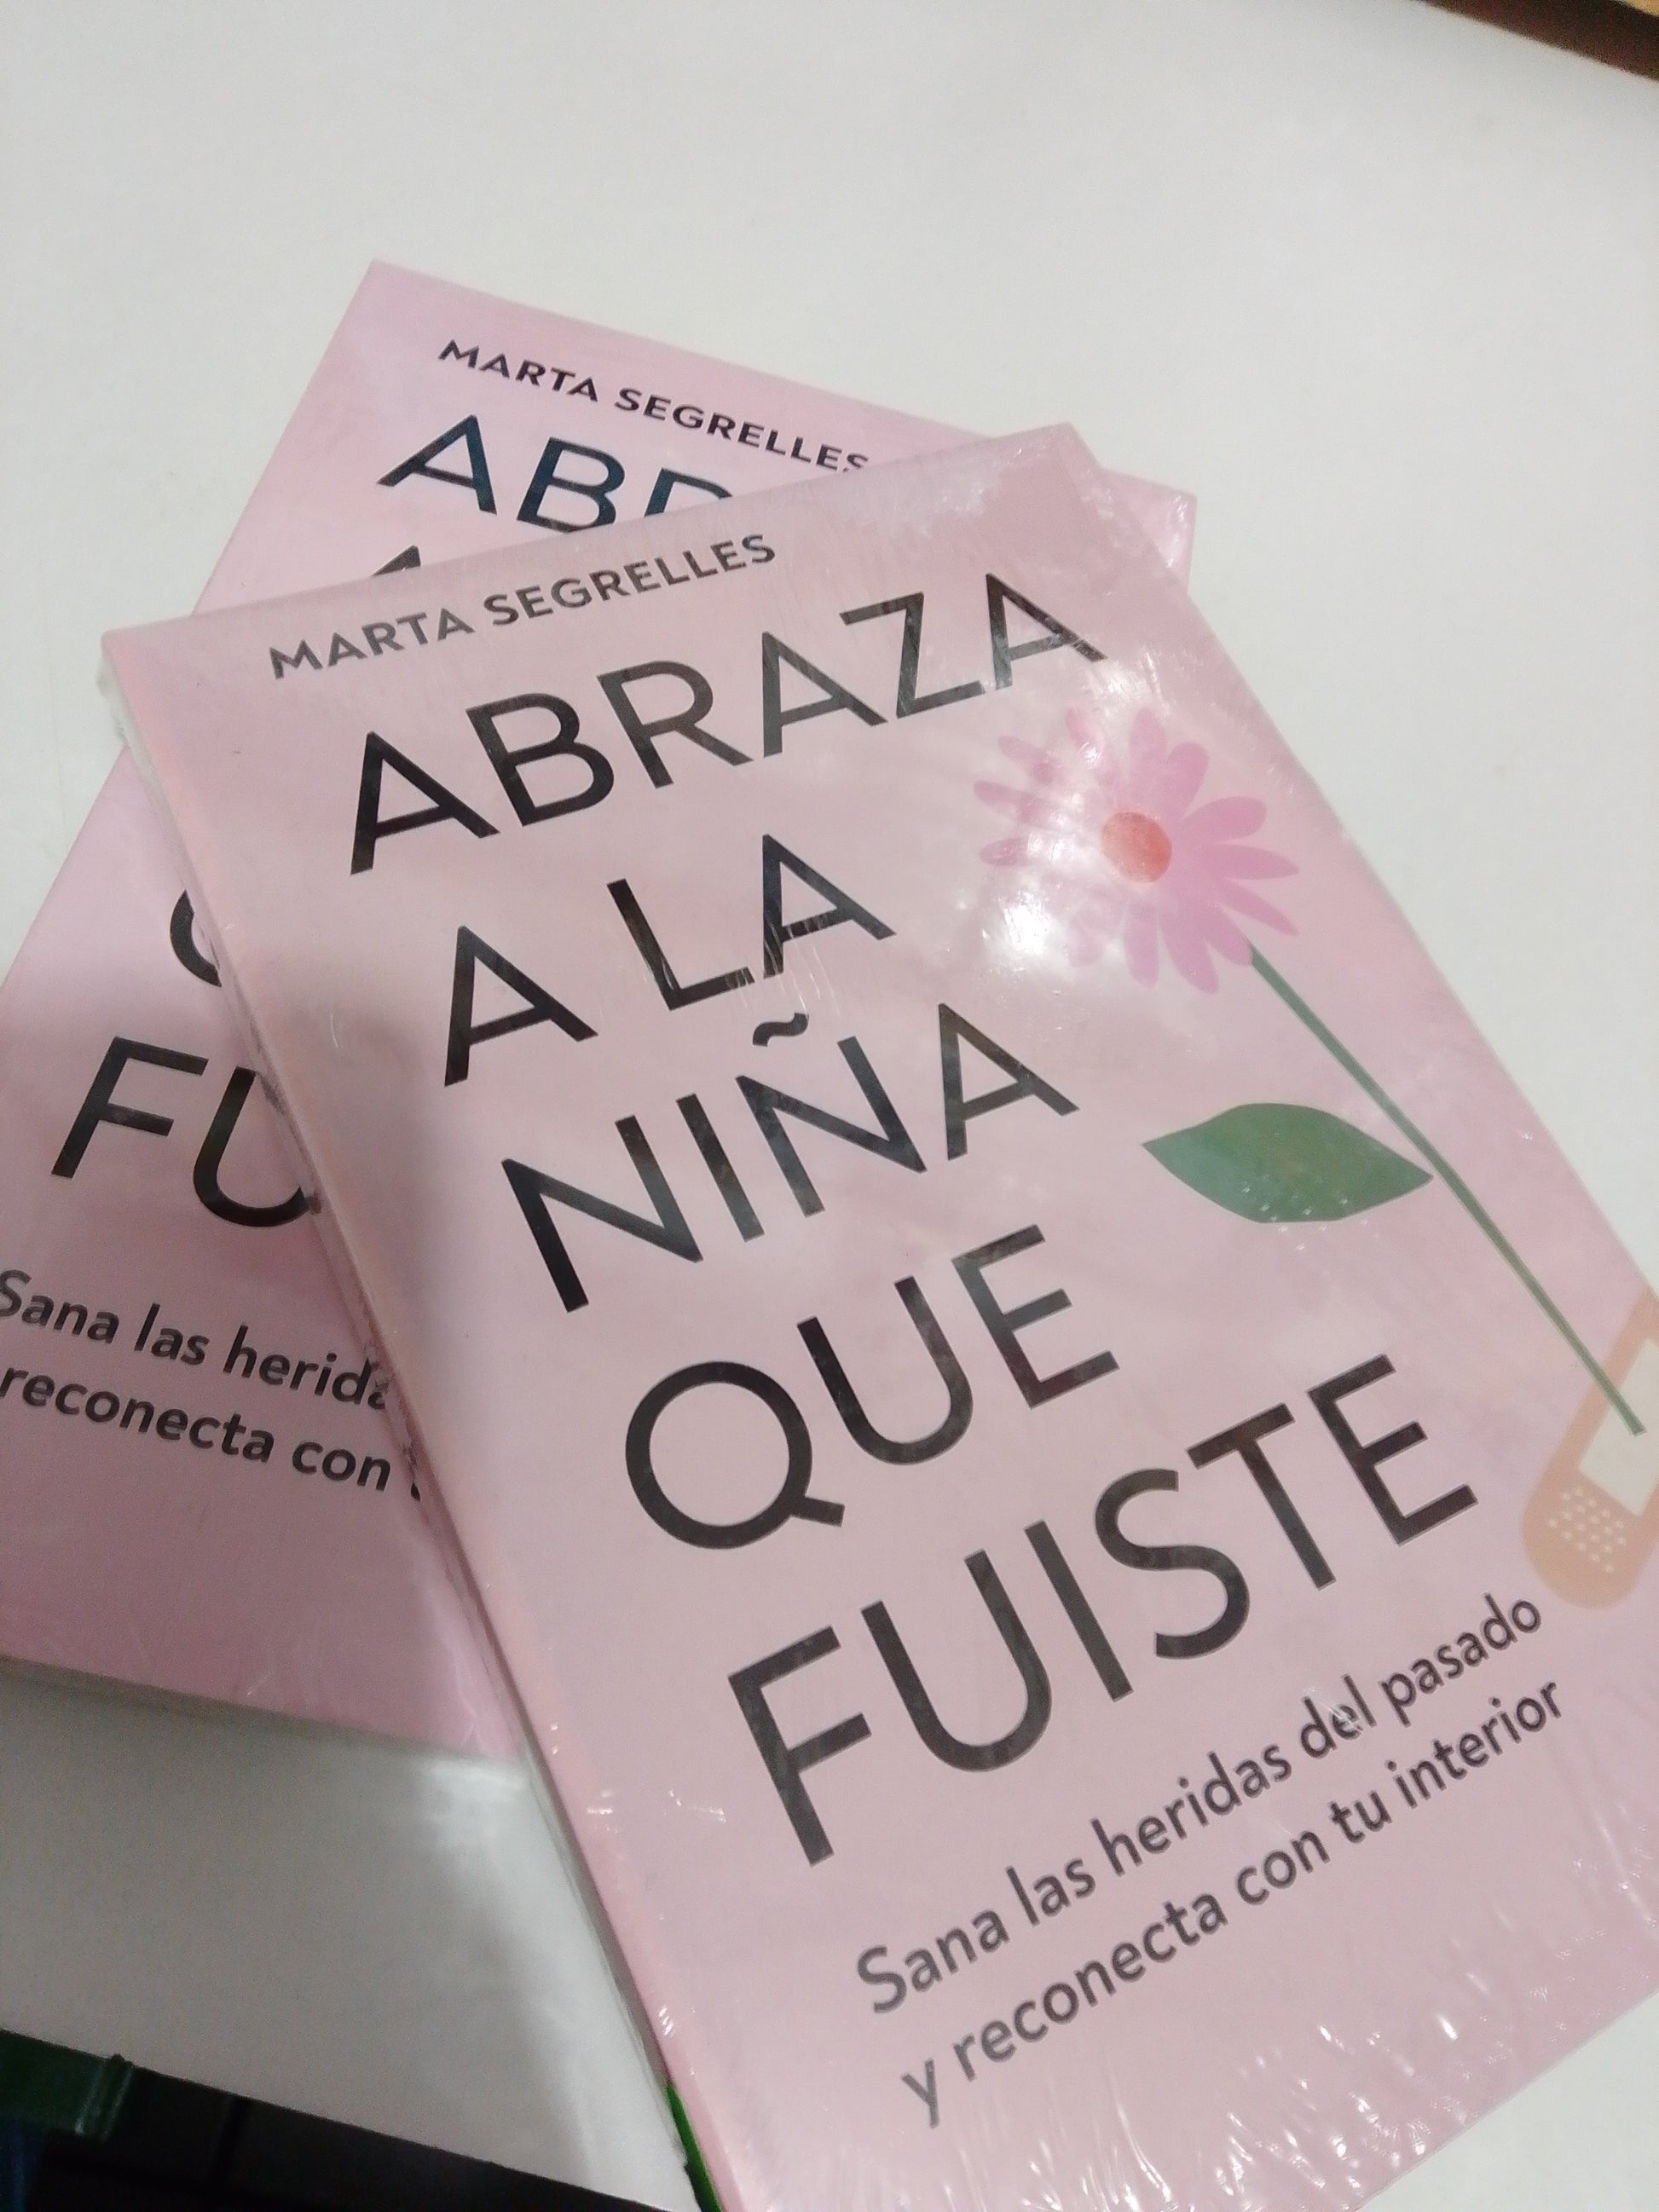 MARTA SEGRELLES
ABR
FU
Sana las herida
reconecta con
MARTA SEGRELLES
ABRAZA
A LA
NIÑA
QUE
FUISTE
Sana las heridas del pasado
y reconecta con tu interior